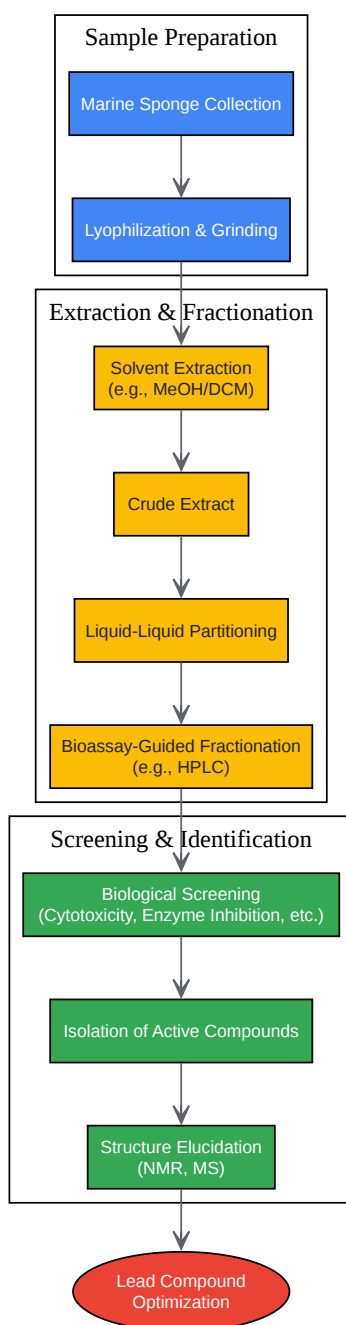 Sample Preparation
Marine Sponge Collection
Lyophilization & Grinding
Extraction & Fractionation
Solvent Extraction
(e.g., MeOH/DCM)
Crude Extract
Liquid-Liquid Partitioning
Bioassay-Guided Fractionation
(e.g., HPLC)
Screening & Identification
Biological Screening
(Cytotoxicity, Enzyme Inhibition, etc.)
Isolation of Active Compounds
Structure Elucidation
(NMR, MS)
Lead Compound
Optimization